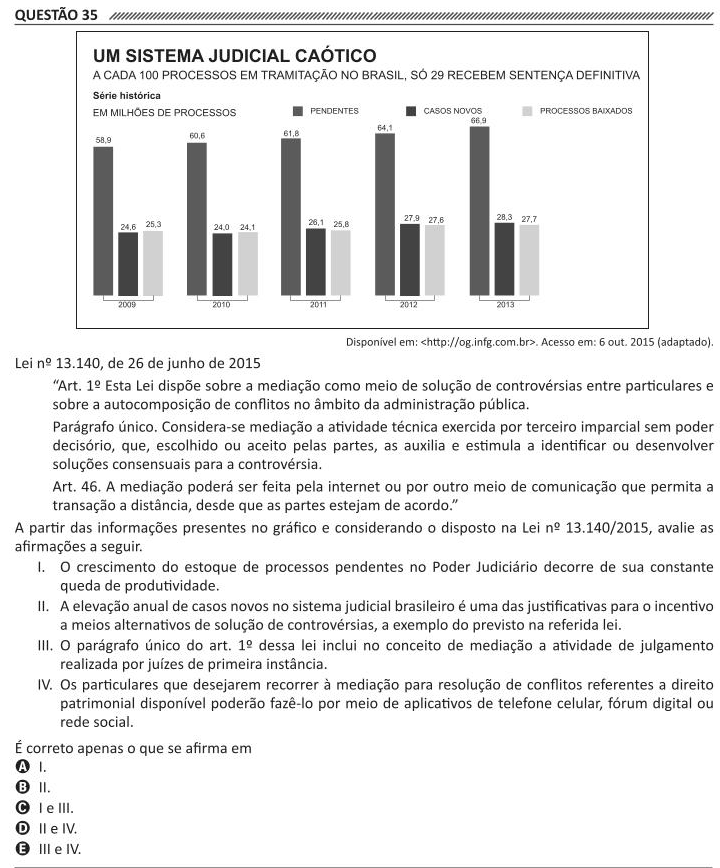 QUESTÃO 35
UM SISTEMA JUDICIAL CAÓTICO
A CADA 100 PROCESSOS EM TRAMITAÇÃO NO BRASIL, SÓ 29 RECEBEM SENTENÇA DEFINITIVA
Série histórica
EM MILHÕES DE PROCESSOS PENDENTES CASOS NOVOS PROCESSOS BAIXADOS
58,9 60,6 61,8 64,1 66,9
24,6 25,3 24,0 24,1 26,1 25,8 27,9 27,6 28,3 27,7
2009 2010 2011 2012 2013
Disponível em: <http://og.infg.com.br>. Acesso em: 6 out. 2015 (adaptado).
Lei nº 13.140, de 26 de junho de 2015
“Art. 1º Esta Lei dispõe sobre a mediação como meio de solução de controvérsias entre particulares e
sobre a autocomposição de conflitos no âmbito da administração pública.
Parágrafo único. Considera-se mediação a atividade técnica exercida por terceiro imparcial sem poder
decisório, que, escolhido ou aceito pelas partes, as auxilia e estimula a identificar ou desenvolver
soluções consensuais para a controvérsia.
Art. 46. A mediação poderá ser feita pela internet ou por outro meio de comunicação que permita a
transação a distância, desde que as partes estejam de acordo.”
A partir das informações presentes no gráfico e considerando o disposto na Lei nº 13.140/2015, avalie as
afirmações a seguir.
I. O crescimento do estoque de processos pendentes no Poder Judiciário decorre de sua constante
queda de produtividade.
II. A elevação anual de casos novos no sistema judicial brasileiro é uma das justificativas para o incentivo
a meios alternativos de solução de controvérsias, a exemplo do previsto na referida lei.
III. O parágrafo único do art. 1º dessa lei inclui no conceito de mediação a atividade de julgamento
realizada por juízes de primeira instância.
IV. Os particulares que desejarem recorrer à mediação para resolução de conflitos referentes a direito
patrimonial disponível poderão fazê-lo por meio de aplicativos de telefone celular, fórum digital ou
rede social.
É correto apenas o que se afirma em
A I.
B II.
C I e III.
D II e IV.
E III e IV.